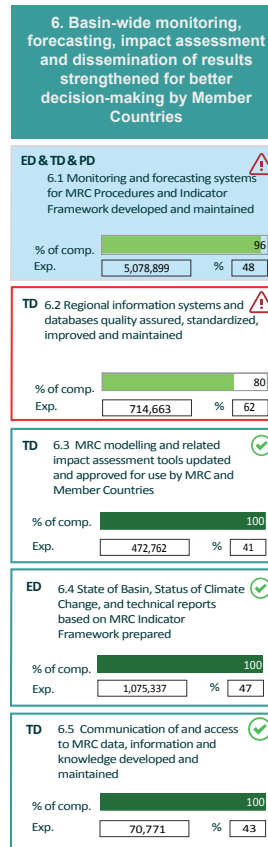 6. Basin-wide monitoring,
forecasting, impact assessment
and dissemination of results
strengthened for better
decision-making by Member
Countries
ED & TD & PD
6.1 Monitoring and forecasting systems
for MRC Procedures and Indicator
Framework developed and maintained
% of comp. 96
Exp. 5,078,899 % 48
TD 6.2 Regional information systems and
databases quality assured, standardized,
improved and maintained
% of comp. 80
Exp. 714,663 % 62
TD 6.3 MRC modelling and related
impact assessment tools updated
and approved for use by MRC and
Member Countries
% of comp. 100
Exp. 472,762 % 41
ED 6.4 State of Basin, Status of Climate
Change, and technical reports
based on MRC Indicator
Framework prepared
% of comp. 100
Exp. 1,075,337 % 47
TD 6.5 Communication of and access
to MRC data, information and
knowledge developed and
maintained
% of comp. 100
Exp. 70,771 % 43